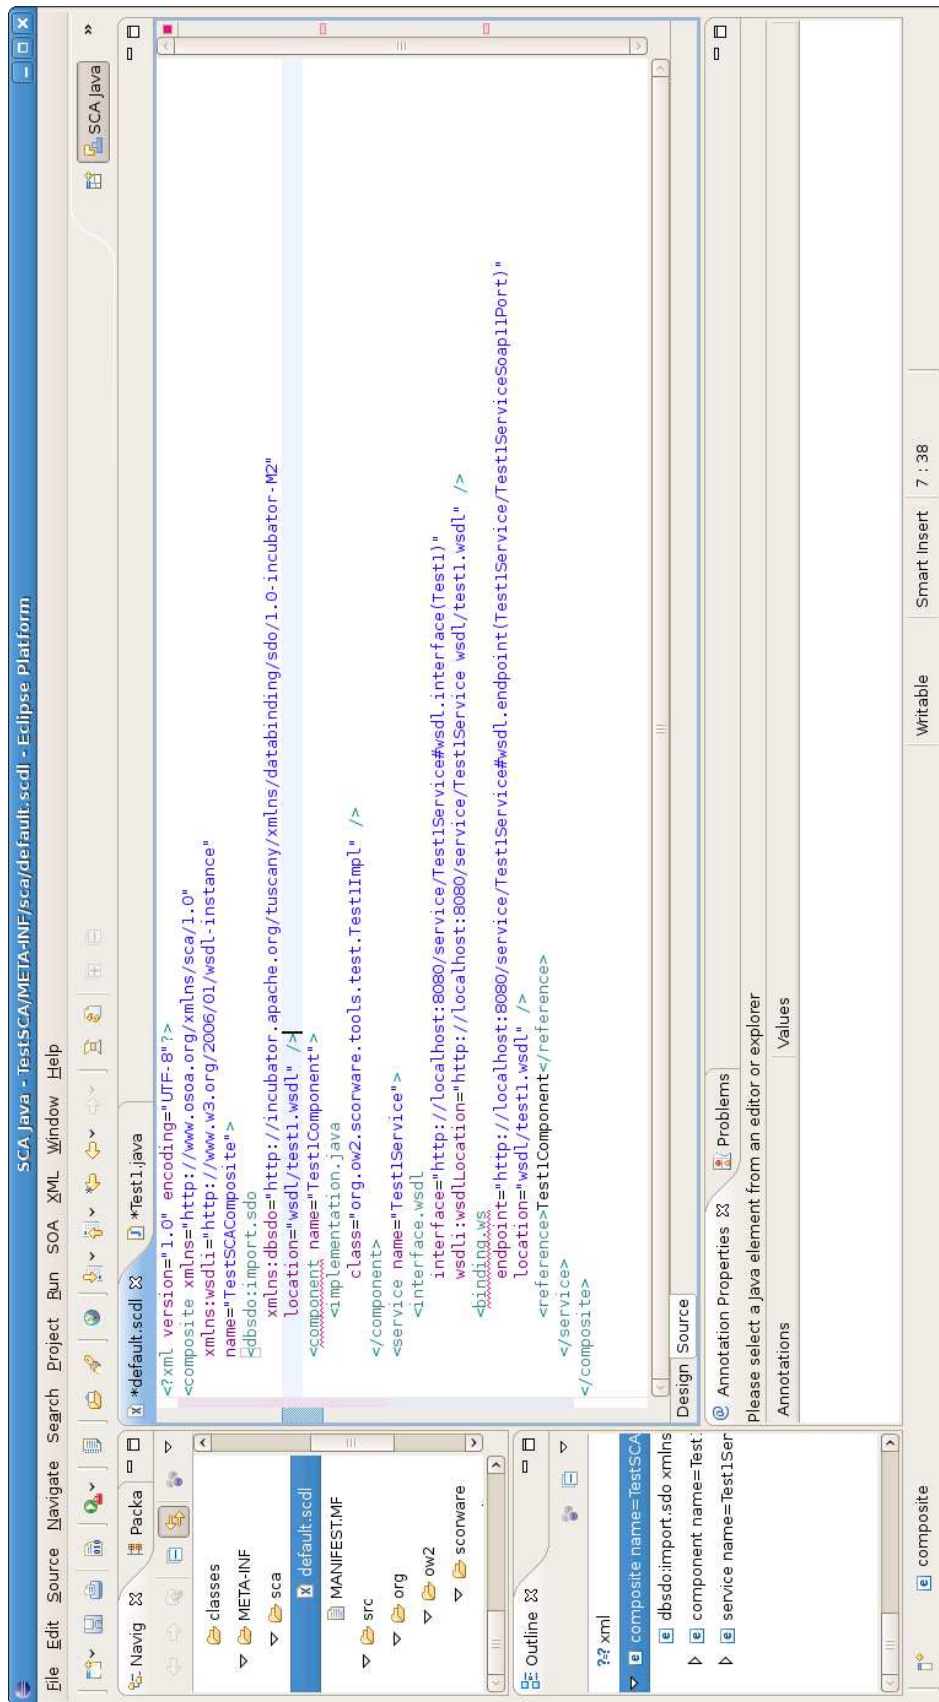 SCA Java - TestSCA/META-INF/sca/default.scdl - Eclipse Platform
File Edit Source Navigate Search Project Run SOA XML Window Help
SCA Java
Navig Packa
classes
META-INF
sca
default.scdl
MANIFEST.MF
src
org
ow2
scorware
Outline
?=? xml
composite name=TestSCA
dbsdo:import.sdo xmlns
component name=Test
service name=Test1Ser
*default.scdl *Test1.java
<?xml version="1.0" encoding="UTF-8"?>
<composite xmlns="http://www.osoa.org/xmlns/sca/1.0"
xmlns:wsdli="http://www.w3.org/2006/01/wsdl-instance"
name="TestSCAComposite">
<dbsdo:import.sdo
xmlns:dbsdo="http://incubator.apache.org/tuscany/xmlns/databinding/sdo/1.0-incubator-M2"
location="wsdl/test1.wsdl" />
<component name="Test1Component">
<implementation.java
class="org.ow2.scorware.tools.test.Test1Impl" />
</component>
<service name="Test1Service">
<interface.wsdl
interface="http://localhost:8080/service/Test1Service#wsdl.interface(Test1)"
wsdli:wsdlLocation="http://localhost:8080/service/Test1Service wsdl/test1.wsdl" />
<binding.ws
endpoint="http://localhost:8080/service/Test1Service#wsdl.endpoint(Test1Service/Test1ServiceSoap11Port)"
location="wsdl/test1.wsdl" />
<reference>Test1Component</reference>
</service>
</composite>
Design Source
@ Annotation Properties Problems
Please select a java element from an editor or explorer
Annotations Values
composite Writable Smart Insert 7 : 38